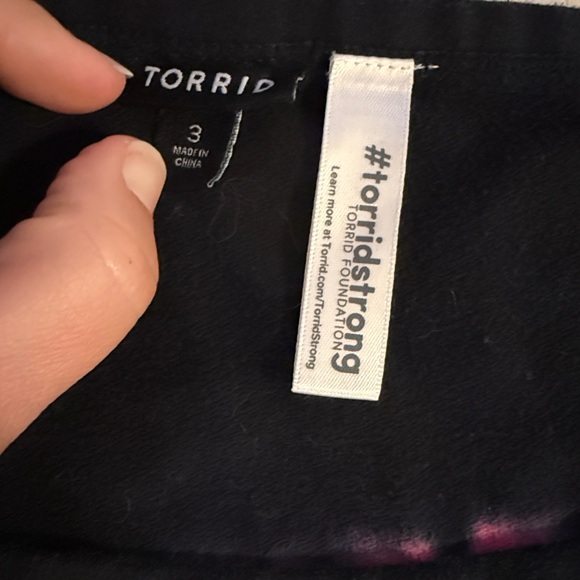 TORRID
3
MADE IN
CHINA
#torridstrong
TORRID FOUNDATION
Learn more at Torrid.com/TorridStrong